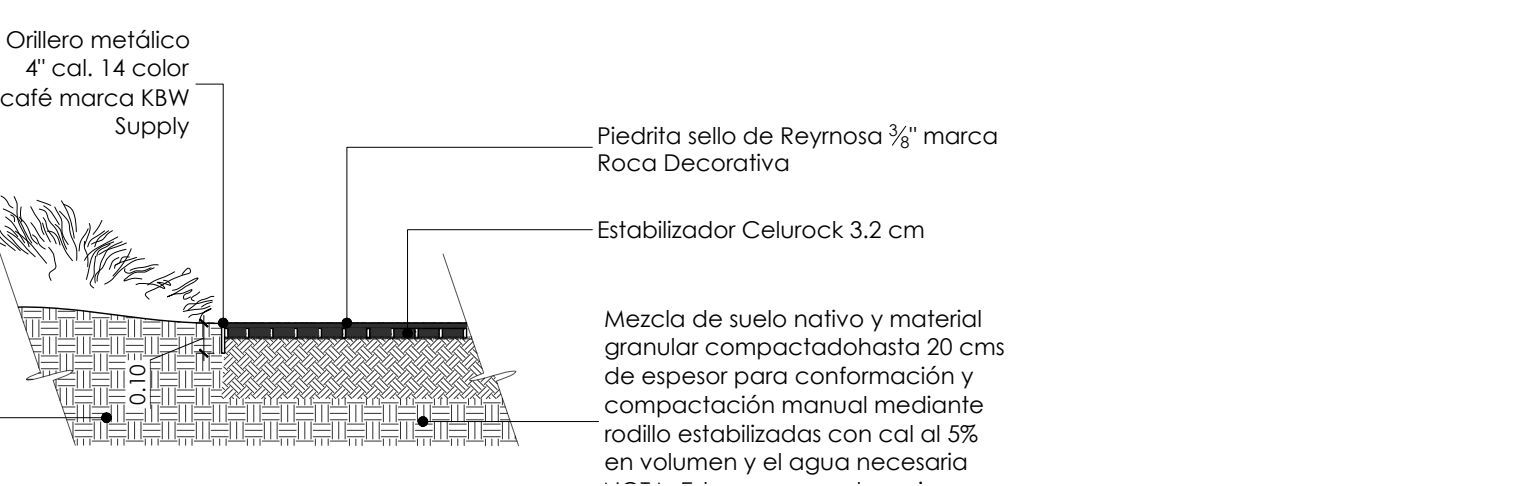 Orillero metálico
4" cal. 14 color
café marca KBW
Supply
Piedrita sello de Reyrnosa ⅜" marca
Roca Decorativa
Estabilizador Celurock 3.2 cm
0.10
Mezcla de suelo nativo y material
granular compactadohasta 20 cms
de espesor para conformación y
compactación manual mediante
rodillo estabilizadas con cal al 5%
en volumen y el agua necesaria